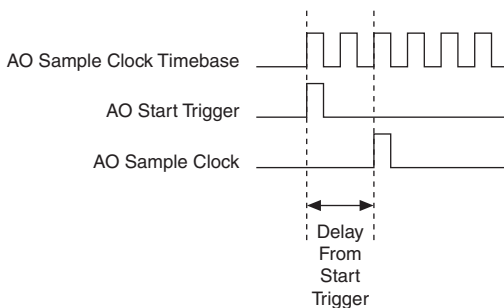 AO Sample Clock Timebase
AO Start Trigger
AO Sample Clock
Delay
From
Start
Trigger